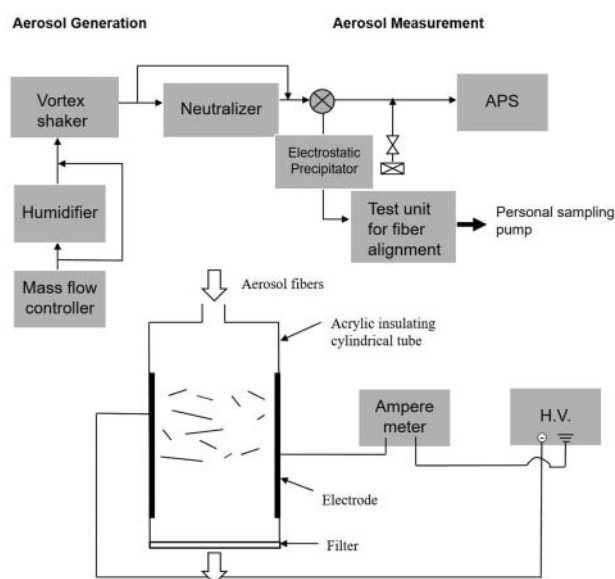 Aerosol Generation
Aerosol Measurement
Vortex
shaker
Neutralizer
APS
Electrostatic
Precipitator
Humidifier
Test unit
for fiber
alignment
Personal sampling
pump
Mass flow
controller
Aerosol fibers
Acrylic insulating
cylindrical tube
Ampere
meter
H.V.
Electrode
Filter